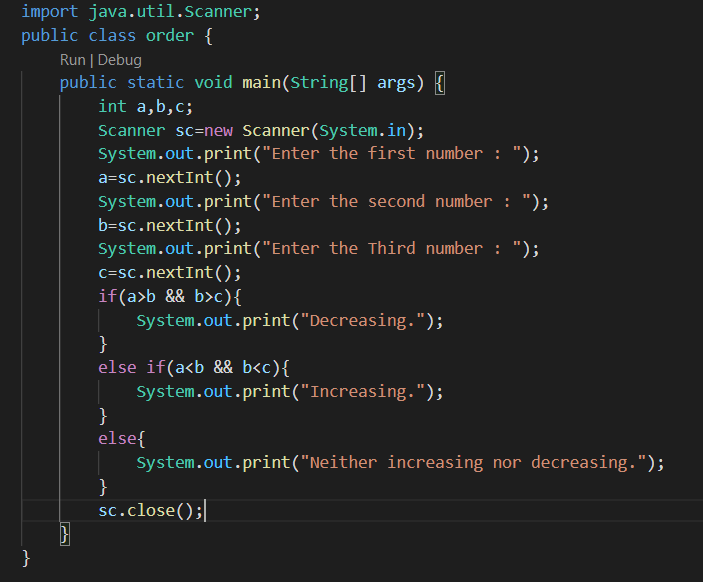 import java.util.Scanner;
public class order {
Run | Debug
public static void main(String[] args) {
int a,b,c;
Scanner sc=new Scanner(System.in);
System.out.print("Enter the first number : ");
a=sc.nextInt();
System.out.print("Enter the second number : ");
b=sc.nextInt();
System.out.print("Enter the Third number : ");
c=sc.nextInt();
if(a>b && b>c){
System.out.print("Decreasing.");
}
else if(a<b && b<c){
System.out.print("Increasing.");
}
else{
System.out.print("Neither increasing nor decreasing.");
}
sc.close();
}
}